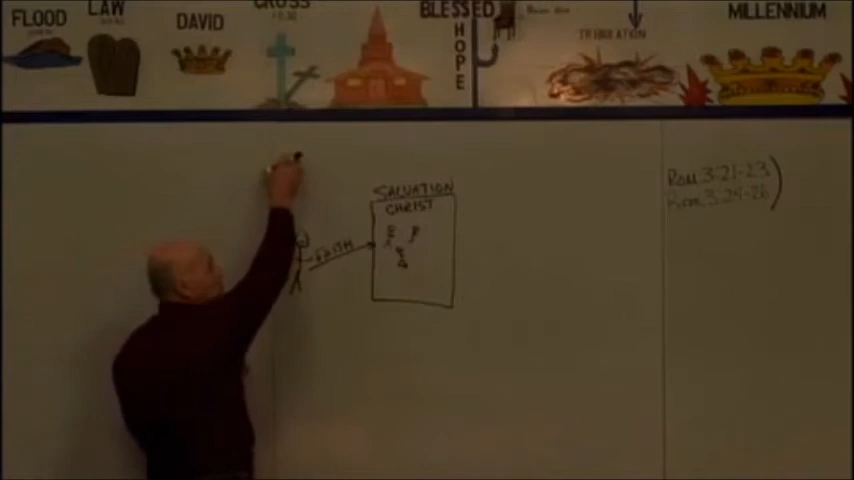 FLOOD
LAW
DAVID
CROSS
BLESSED
HOPE
TRIBULATION
MILLENNIUM
SALVATION
CHRIST
FAITH
Rom 3:21-23
Rom 3:24-26